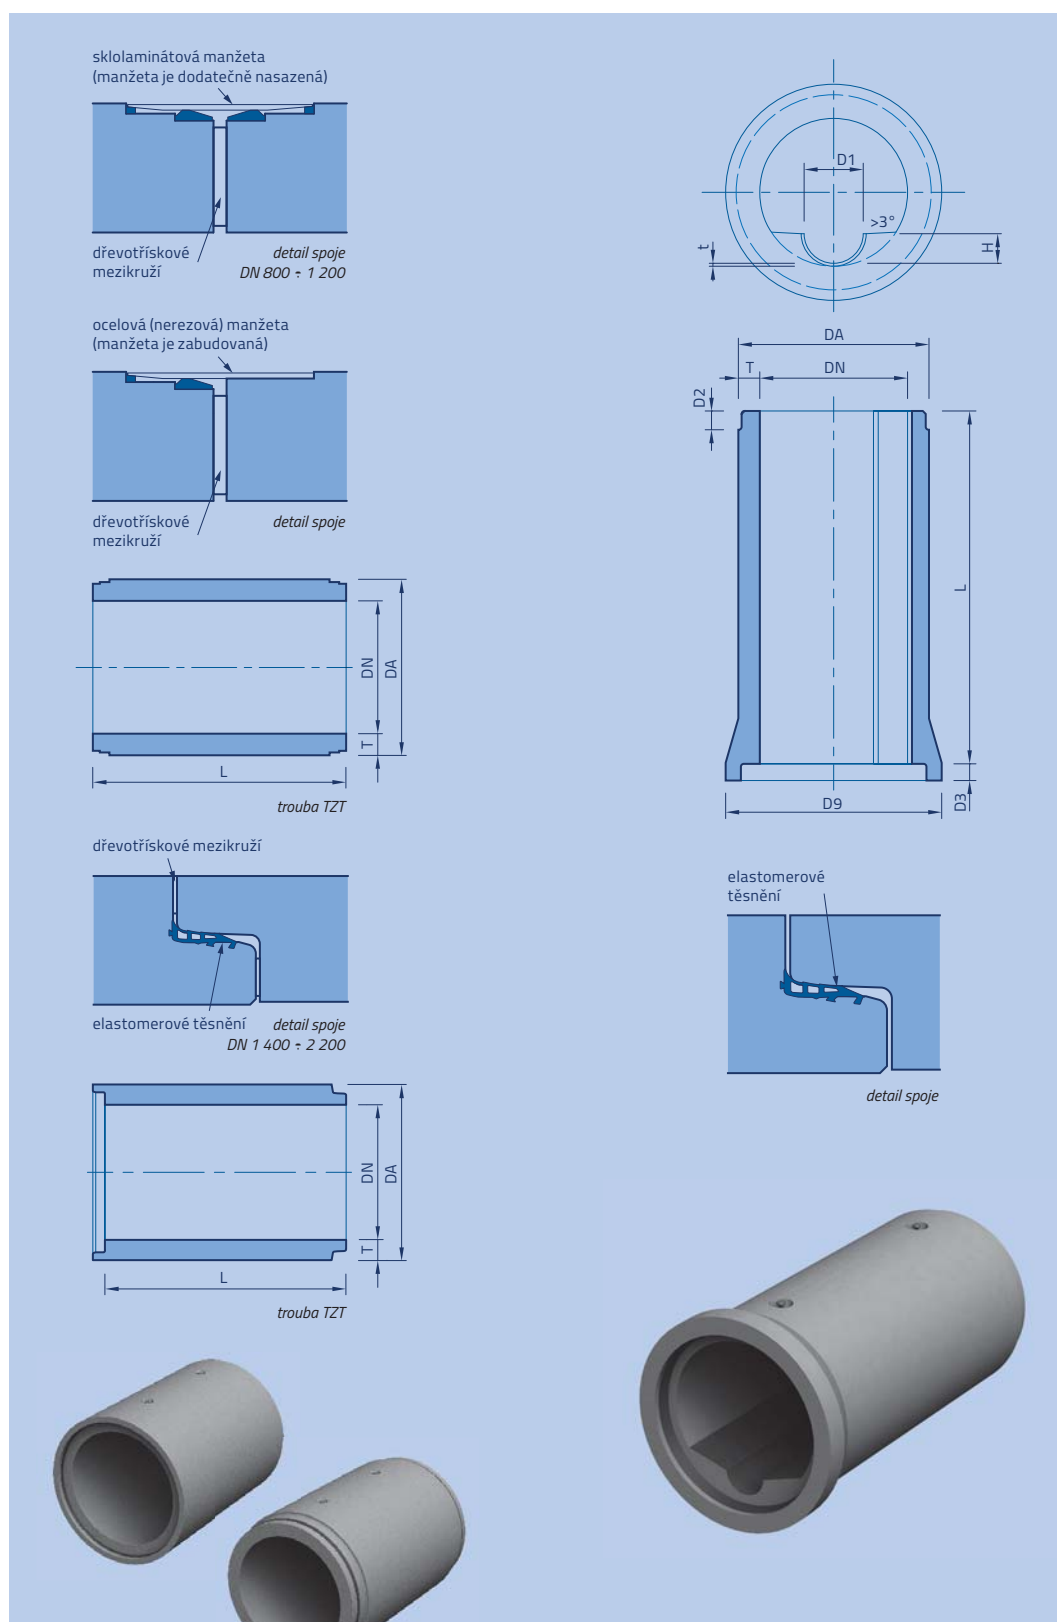 sklolaminátová manžeta
(manžeta je dodatečně nasazená)
dřevotřískové
mezikruží
detail spoje
DN 800 ÷ 1 200
ocelová (nerezová) manžeta
(manžeta je zabudovaná)
dřevotřískové
mezikruží
detail spoje
DN
DA
T
L
trouba TZT
dřevotřískové mezikruží
elastomerové těsnění
detail spoje
DN 1 400 ÷ 2 200
DN
DA
T
L
trouba TZT
D1
>3°
t
H
DA
T
DN
D2
L
D9
D3
elastomerové
těsnění
detail spoje